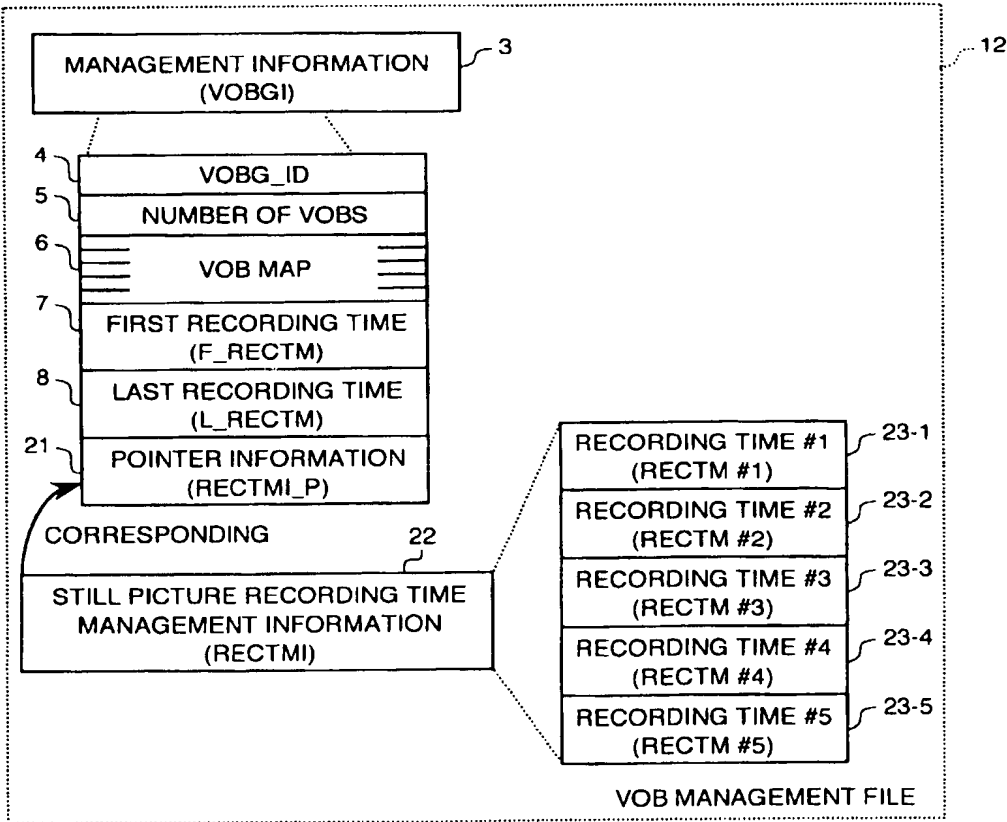 MANAGEMENT INFORMATION
(VOBGI)
3
12
4
VOBG_ID
5
NUMBER OF VOBS
6
VOB MAP
7
FIRST RECORDING TIME
(F_RECTM)
8
LAST RECORDING TIME
(L_RECTM)
21
POINTER INFORMATION
(RECTMI_P)
CORRESPONDING
22
STILL PICTURE RECORDING TIME
MANAGEMENT INFORMATION
(RECTMI)
RECORDING TIME #1
(RECTM #1)
23-1
RECORDING TIME #2
(RECTM #2)
23-2
RECORDING TIME #3
(RECTM #3)
23-3
RECORDING TIME #4
(RECTM #4)
23-4
RECORDING TIME #5
(RECTM #5)
23-5
VOB MANAGEMENT FILE